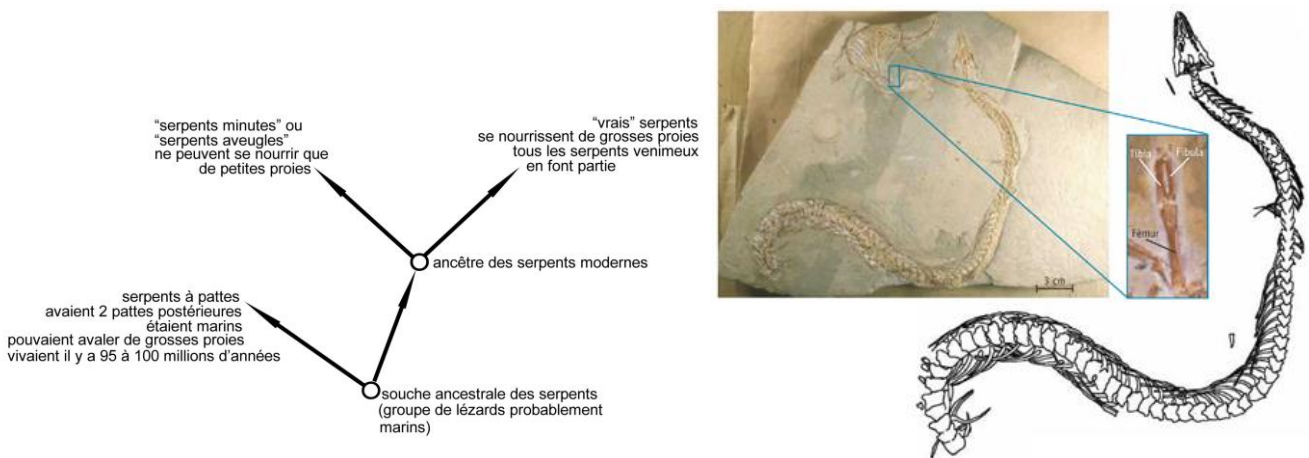 "serpents minutes" ou
"serpents aveugles"
ne peuvent se nourrir que
de petites proies
"vrais" serpents
se nourrissent de grosses proies
tous les serpents venimeux
en font partie
ancêtre des serpents modernes
serpents à pattes
avaient 2 pattes postérieures
étaient marins
pouvaient avaler de grosses proies
vivaient il y a 95 à 100 millions d'années
souche ancestrale des serpents
(groupe de lézards probablement
marins)
3 cm
Tibia
Fibula
Fémur